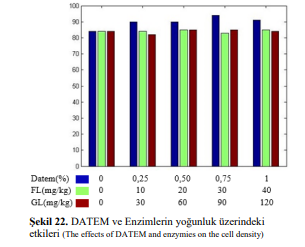 100
90
80
70
60
50
40
30
20
10
0
Datem(%) 0 0,25 0,50 0,75 1
FL(mg/kg) 0 10 20 30 40
GL(mg/kg) 0 30 60 90 120
Şekil 22. DATEM ve Enzimlerin yoğunluk üzerindeki
etkileri (The effects of DATEM and enzymies on the cell density)